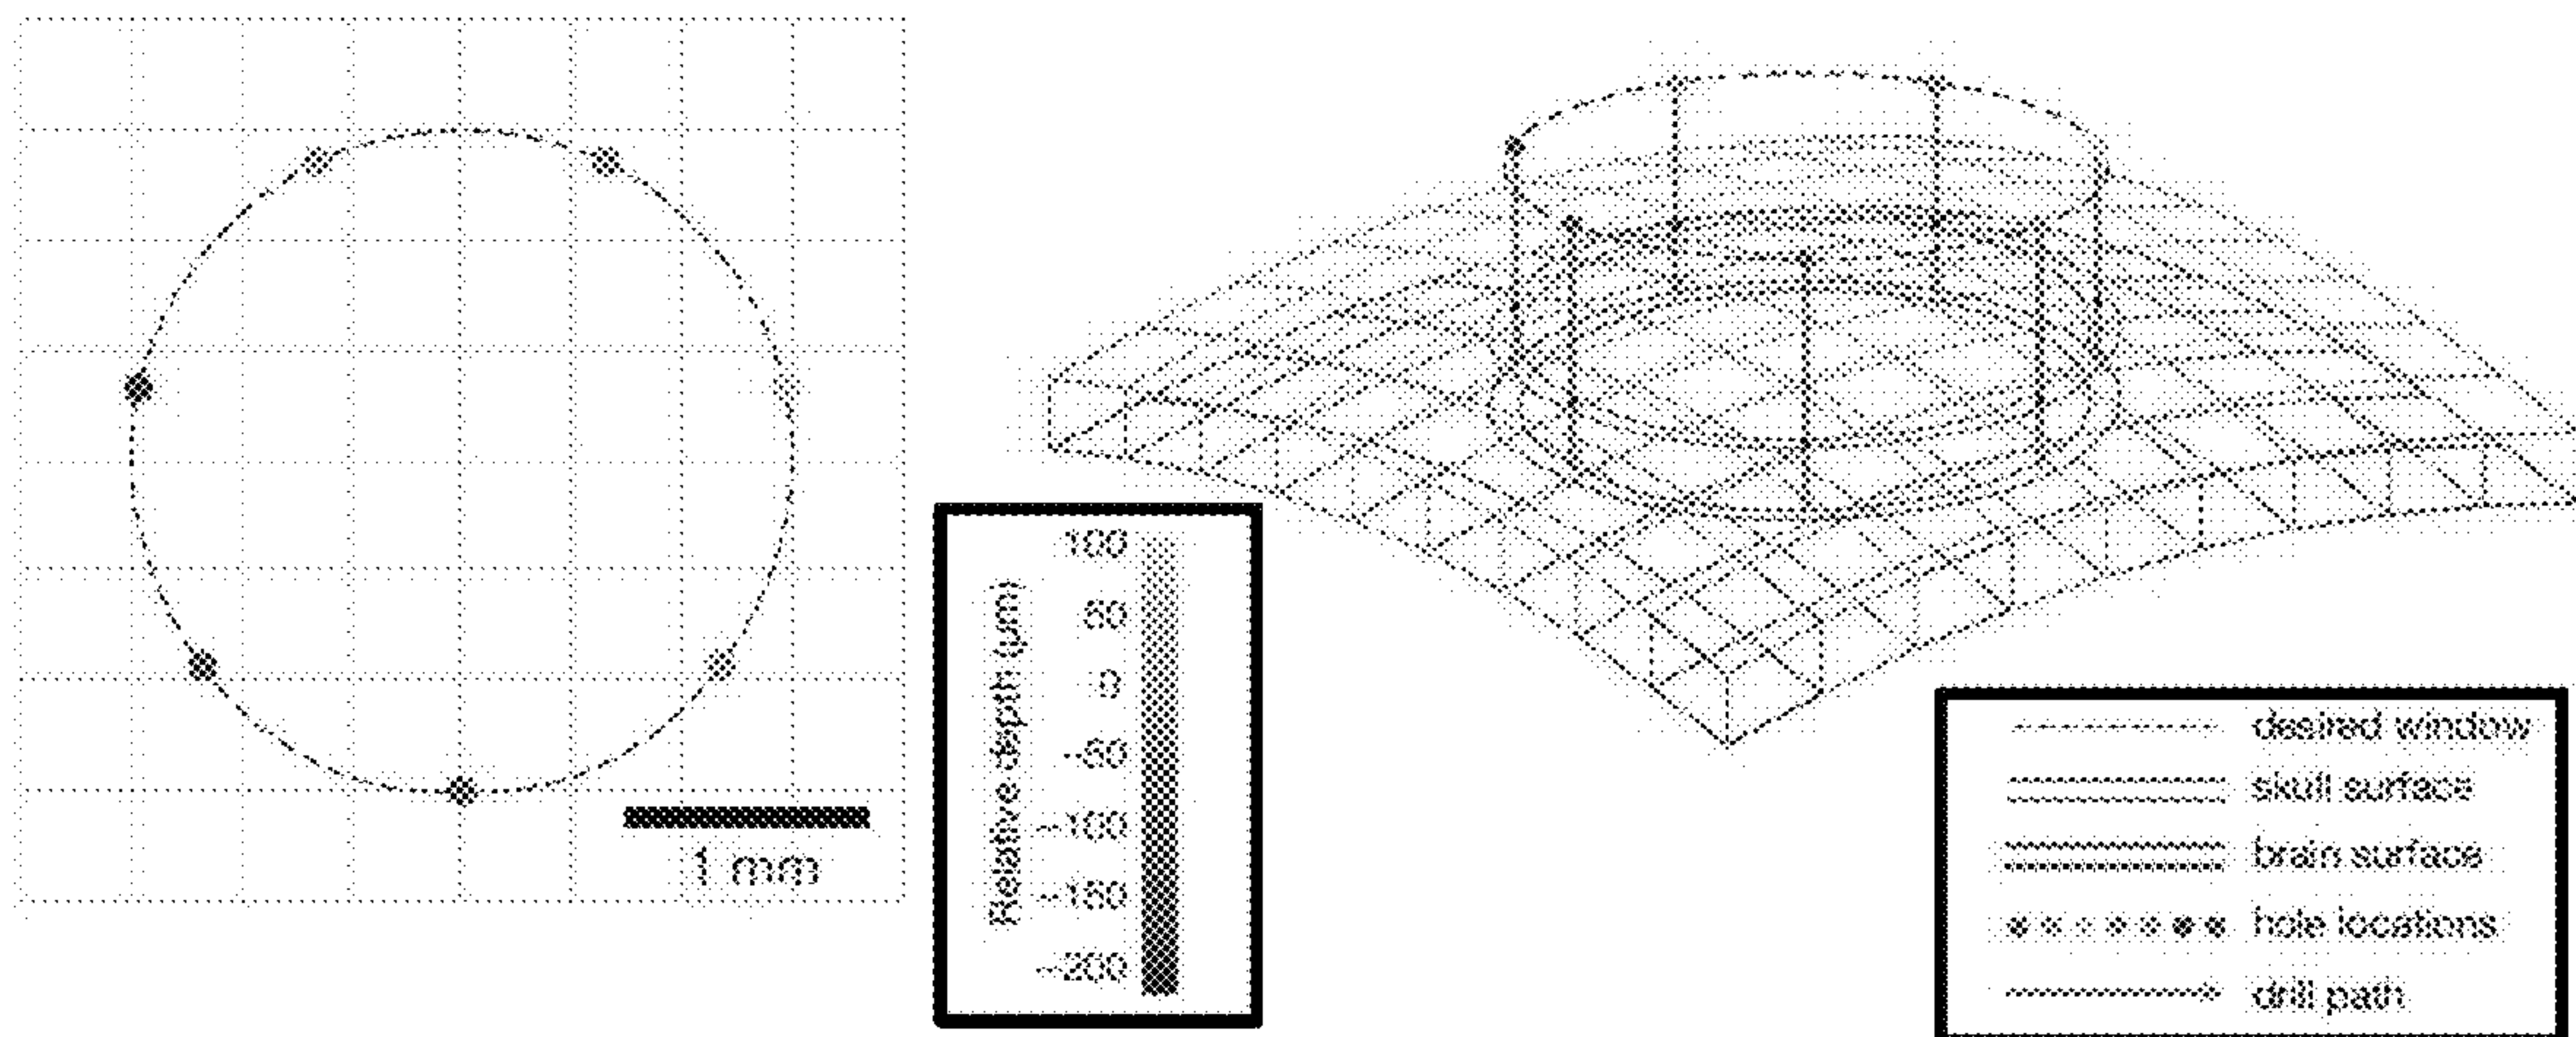 1 mm
Relative depth (μm)
100
50
0
-50
-100
-150
-200
desired window
skull surface
brain surface
hole locations
drill path